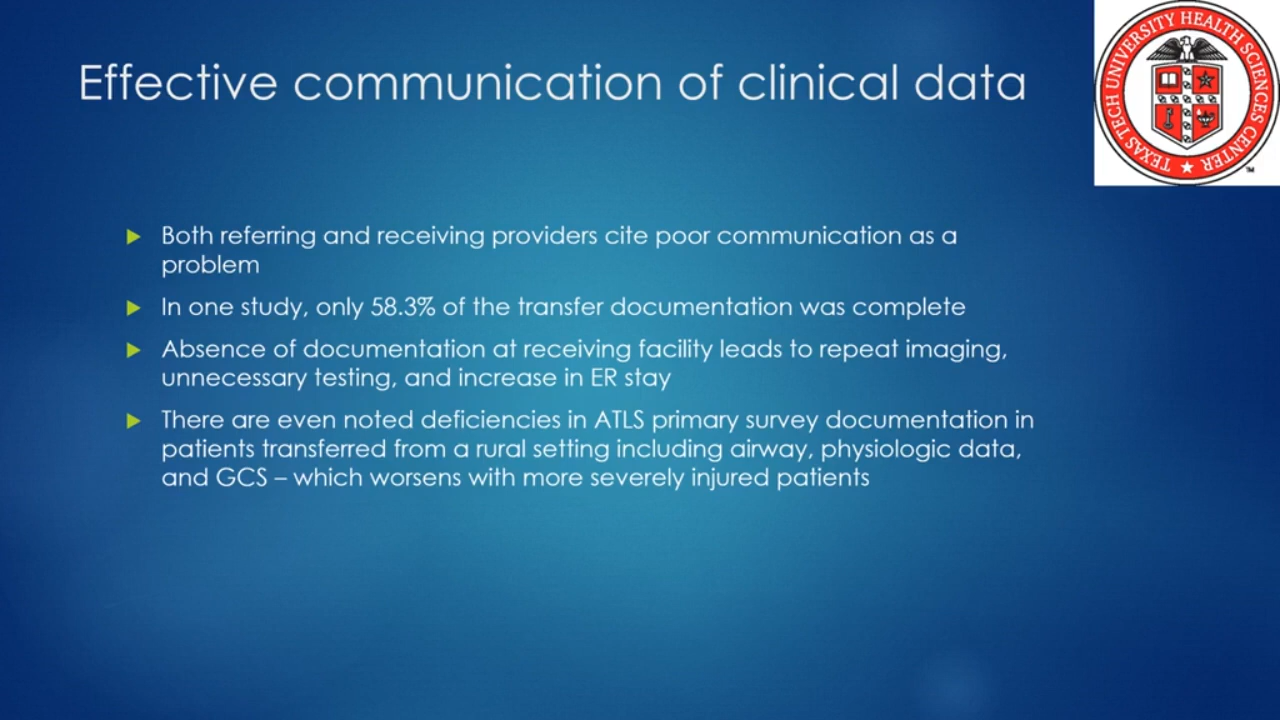 Effective communication of clinical data
TEXAS TECH UNIVERSITY HEALTH SCIENCES CENTER
TM
Both referring and receiving providers cite poor communication as a
problem
In one study, only 58.3% of the transfer documentation was complete
Absence of documentation at receiving facility leads to repeat imaging,
unnecessary testing, and increase in ER stay
There are even noted deficiencies in ATLS primary survey documentation in
patients transferred from a rural setting including airway, physiologic data,
and GCS – which worsens with more severely injured patients